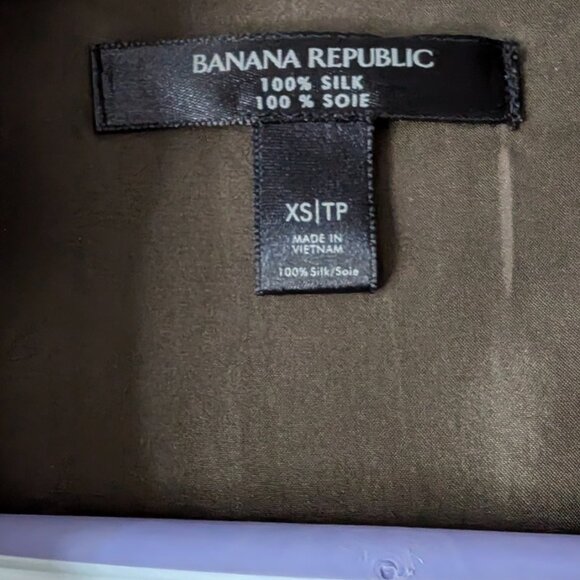 BANANA REPUBLIC
100% SILK
100 % SOIE
XS|TP
MADE IN
VIETNAM
100% Silk/Soie